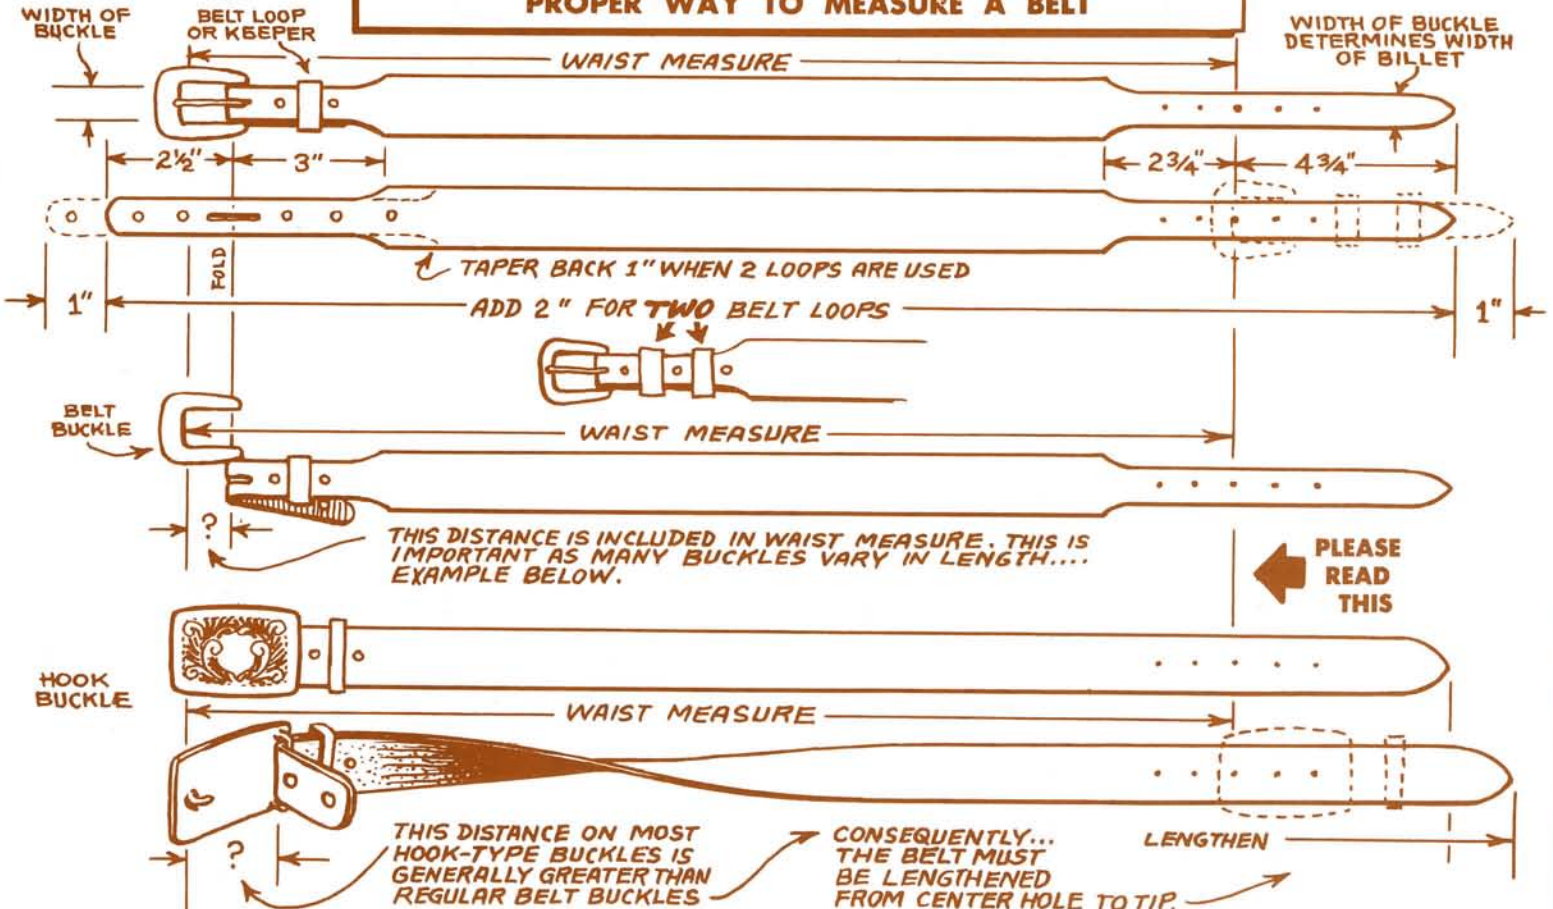 PROPER WAY TO MEASURE A BELT
WIDTH OF
BUCKLE
BELT LOOP
OR KEEPER
WIDTH OF BUCKLE
DETERMINES WIDTH
OF BILLET
WAIST MEASURE
2½"
3"
2¾"
4¾"
FOLD
TAPER BACK 1" WHEN 2 LOOPS ARE USED
1"
ADD 2" FOR TWO BELT LOOPS
1"
BELT
BUCKLE
WAIST MEASURE
?
THIS DISTANCE IS INCLUDED IN WAIST MEASURE. THIS IS
IMPORTANT AS MANY BUCKLES VARY IN LENGTH....
EXAMPLE BELOW.
PLEASE
READ
THIS
HOOK
BUCKLE
WAIST MEASURE
?
THIS DISTANCE ON MOST
HOOK-TYPE BUCKLES IS
GENERALLY GREATER THAN
REGULAR BELT BUCKLES
CONSEQUENTLY...
THE BELT MUST
BE LENGTHENED
FROM CENTER HOLE TO TIP.
LENGTHEN